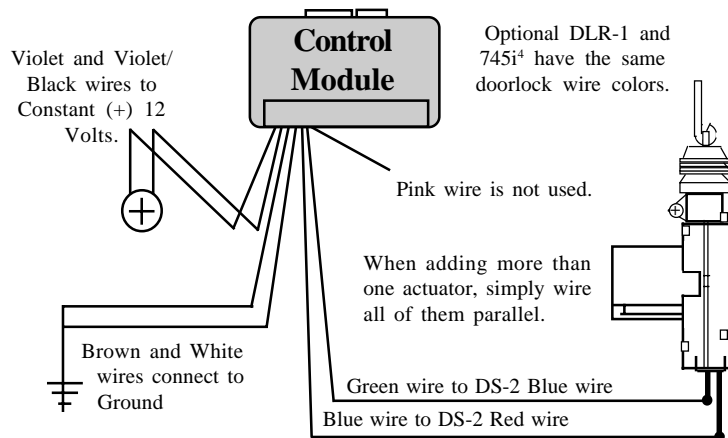 Control
Module
Violet and Violet/
Black wires to
Constant (+) 12
Volts.
Optional DLR-1 and
745i⁴ have the same
doorlock wire colors.
Pink wire is not used.
When adding more than
one actuator, simply wire
all of them parallel.
Brown and White
wires connect to
Ground
Green wire to DS-2 Blue wire
Blue wire to DS-2 Red wire